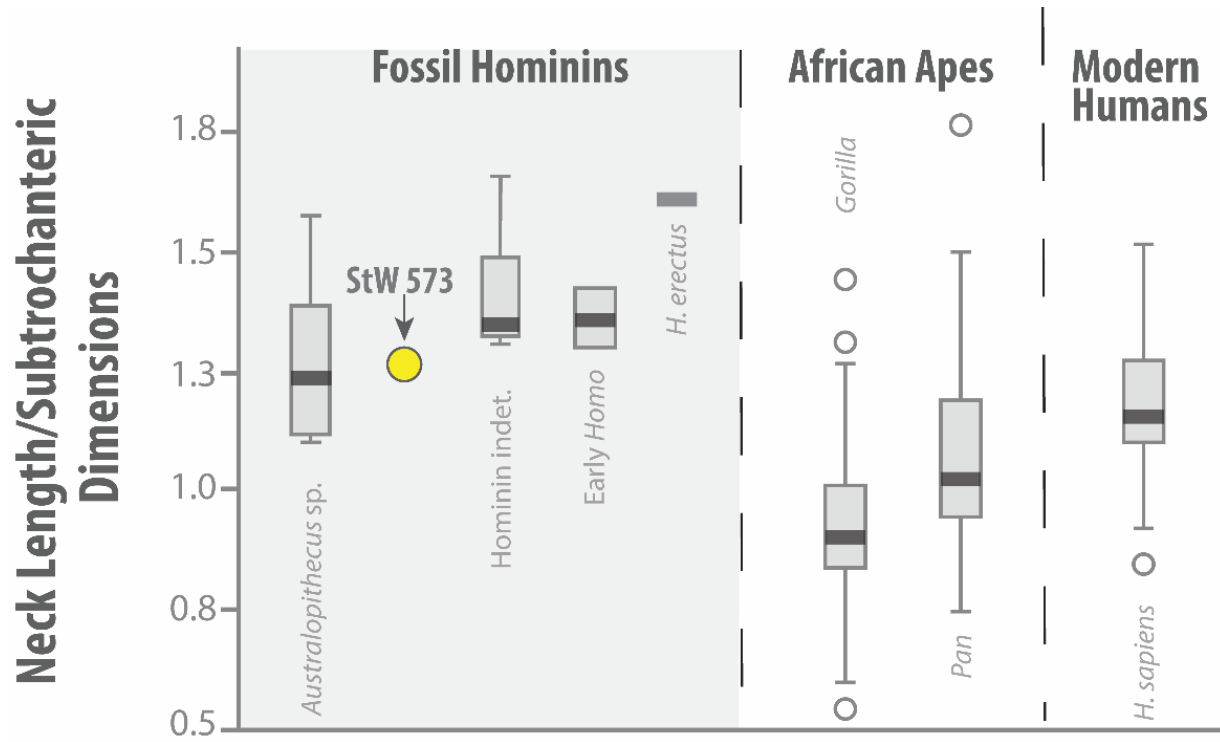 Fossil Hominins
African Apes
Modern
Humans
Neck Length/Subtrochanteric
Dimensions
1.8
1.5
1.3
1.0
0.8
0.5
Australopithecus sp.
StW 573
Hominin indet.
Early Homo
H. erectus
Gorilla
Pan
H. sapiens